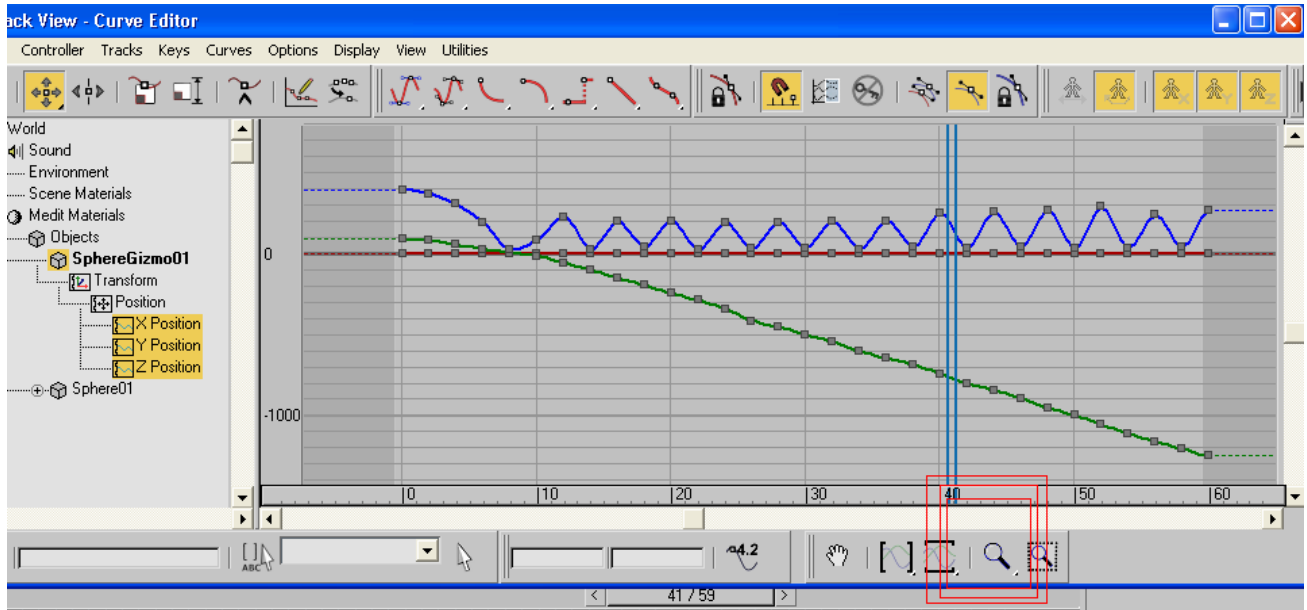 ack View - Curve Editor
Controller Tracks Keys Curves Options Display View Utilities
World
Sound
Environment
Scene Materials
Medit Materials
Objects
SphereGizmo01
Transform
Position
X Position
Y Position
Z Position
Sphere01
0
-1000
0 10 20 30 40 50 60
[ ] ABC
4.2
< 41 / 59 >